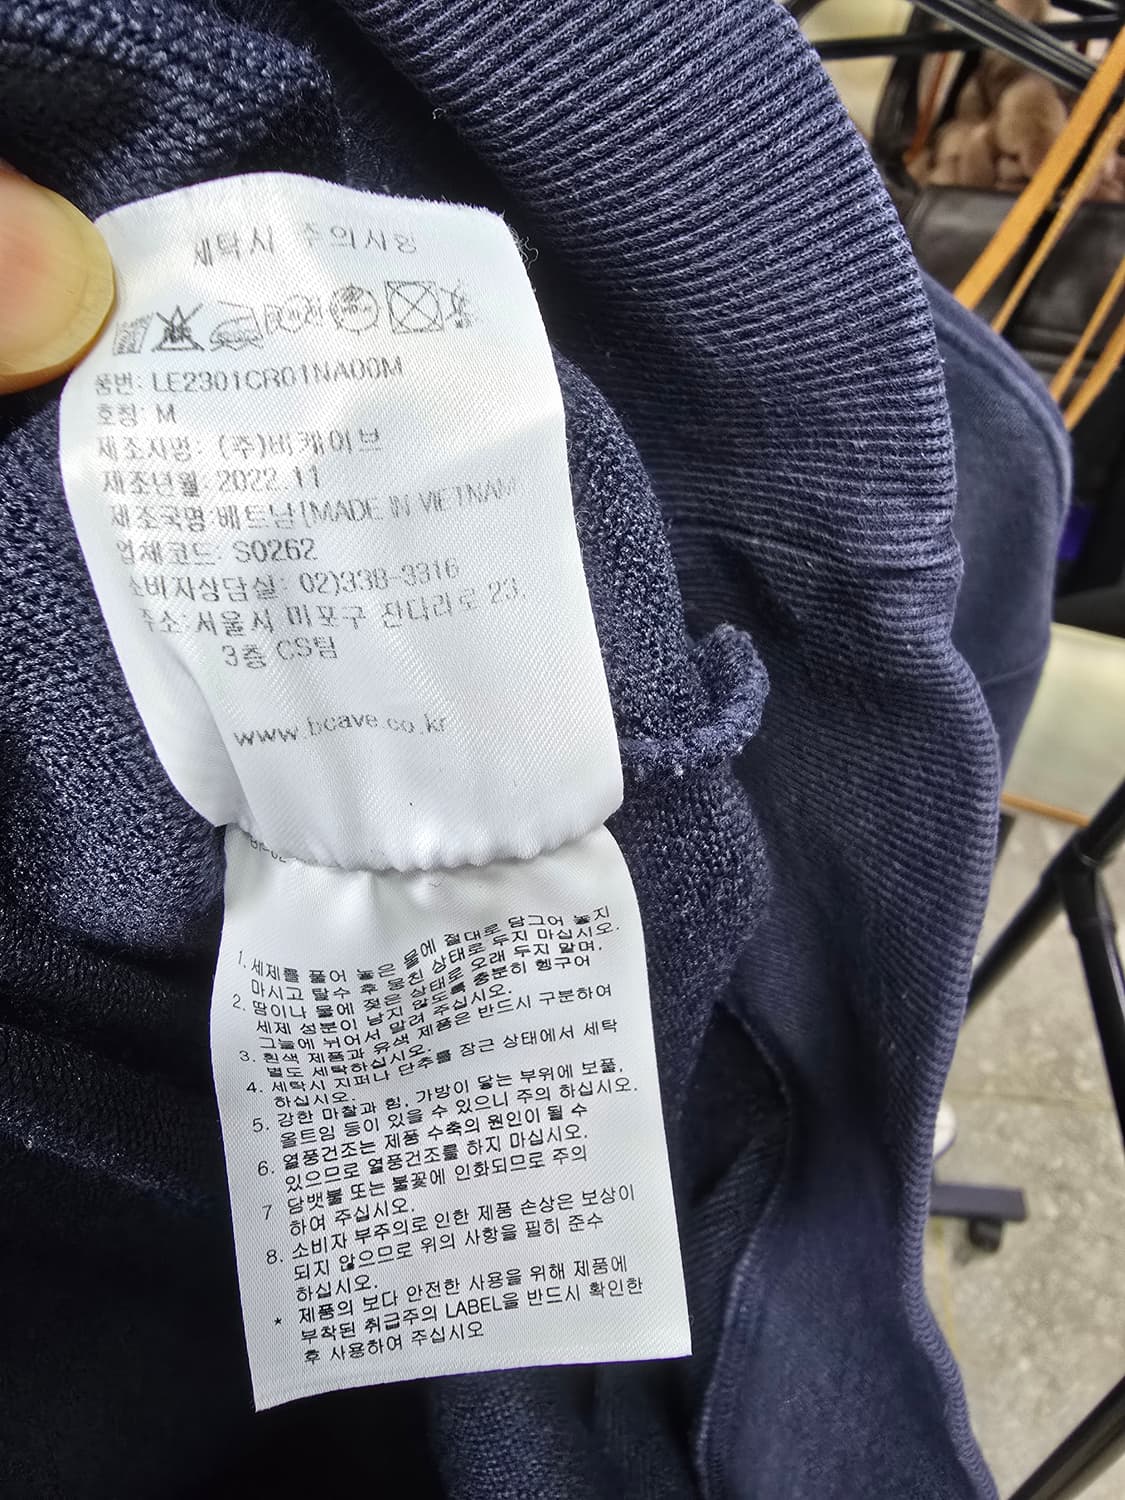 세탁시 주의사항
품번: LE2301CR01NA00M
호칭: M
제조자명: (주)비케이브
제조년월: 2022.11
제조국명:베트남(MADE IN VIETNAM
업체코드: S0262
소비자상담실: 02)338-3316
주소:서울시 마포구 잔다리로 23,
3층 CS팀
www.bcave.co.kr
1. 세제를 풀어 놓은 물에 절대로 담그어 놓지
마시고 탈수 후 뭉친 상태로 두지 마십시오.
2. 땀이나 물에 젖은 상태로 오래 두지 말며,
세제 성분이 남지 않도록 충분히 헹구어
그늘에 뉘어서 말려 주십시오.
3. 흰색 제품과 유색 제품은 반드시 구분하여
별도 세탁하십시오.
4. 세탁시 지퍼나 단추를 잠근 상태에서 세탁
하십시오.
5. 강한 마찰과 힘, 가방이 닿는 부위에 보풀,
올트임 등이 있을 수 있으니 주의 하십시오.
6. 열풍건조는 제품 수축의 원인이 될 수
있으므로 열풍건조를 하지 마십시오.
7 담뱃불 또는 불꽃에 인화되므로 주의
하여 주십시오.
8. 소비자 부주의로 인한 제품 손상은 보상이
되지 않으므로 위의 사항을 필히 준수
하십시오.
* 제품의 보다 안전한 사용을 위해 제품에
부착된 취급주의 LABEL을 반드시 확인한
후 사용하여 주십시오